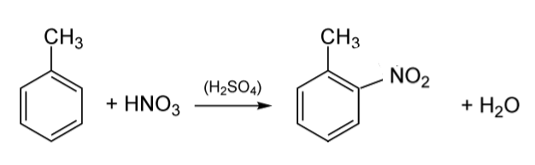 CH₃ CH₃
+ HNO₃ (H₂SO₄) NO₂ + H₂O